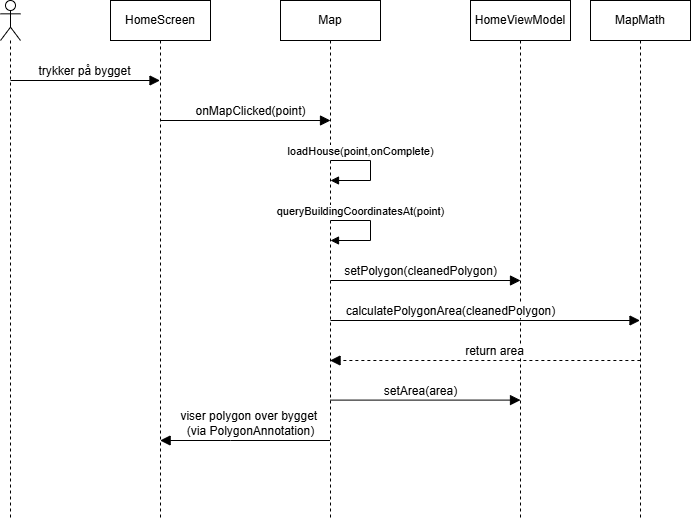 HomeScreen
Map
HomeViewModel
MapMath
trykker på bygget
onMapClicked(point)
loadHouse(point,onComplete)
queryBuildingCoordinatesAt(point)
setPolygon(cleanedPolygon)
calculatePolygonArea(cleanedPolygon)
return area
setArea(area)
viser polygon over bygget
(via PolygonAnnotation)